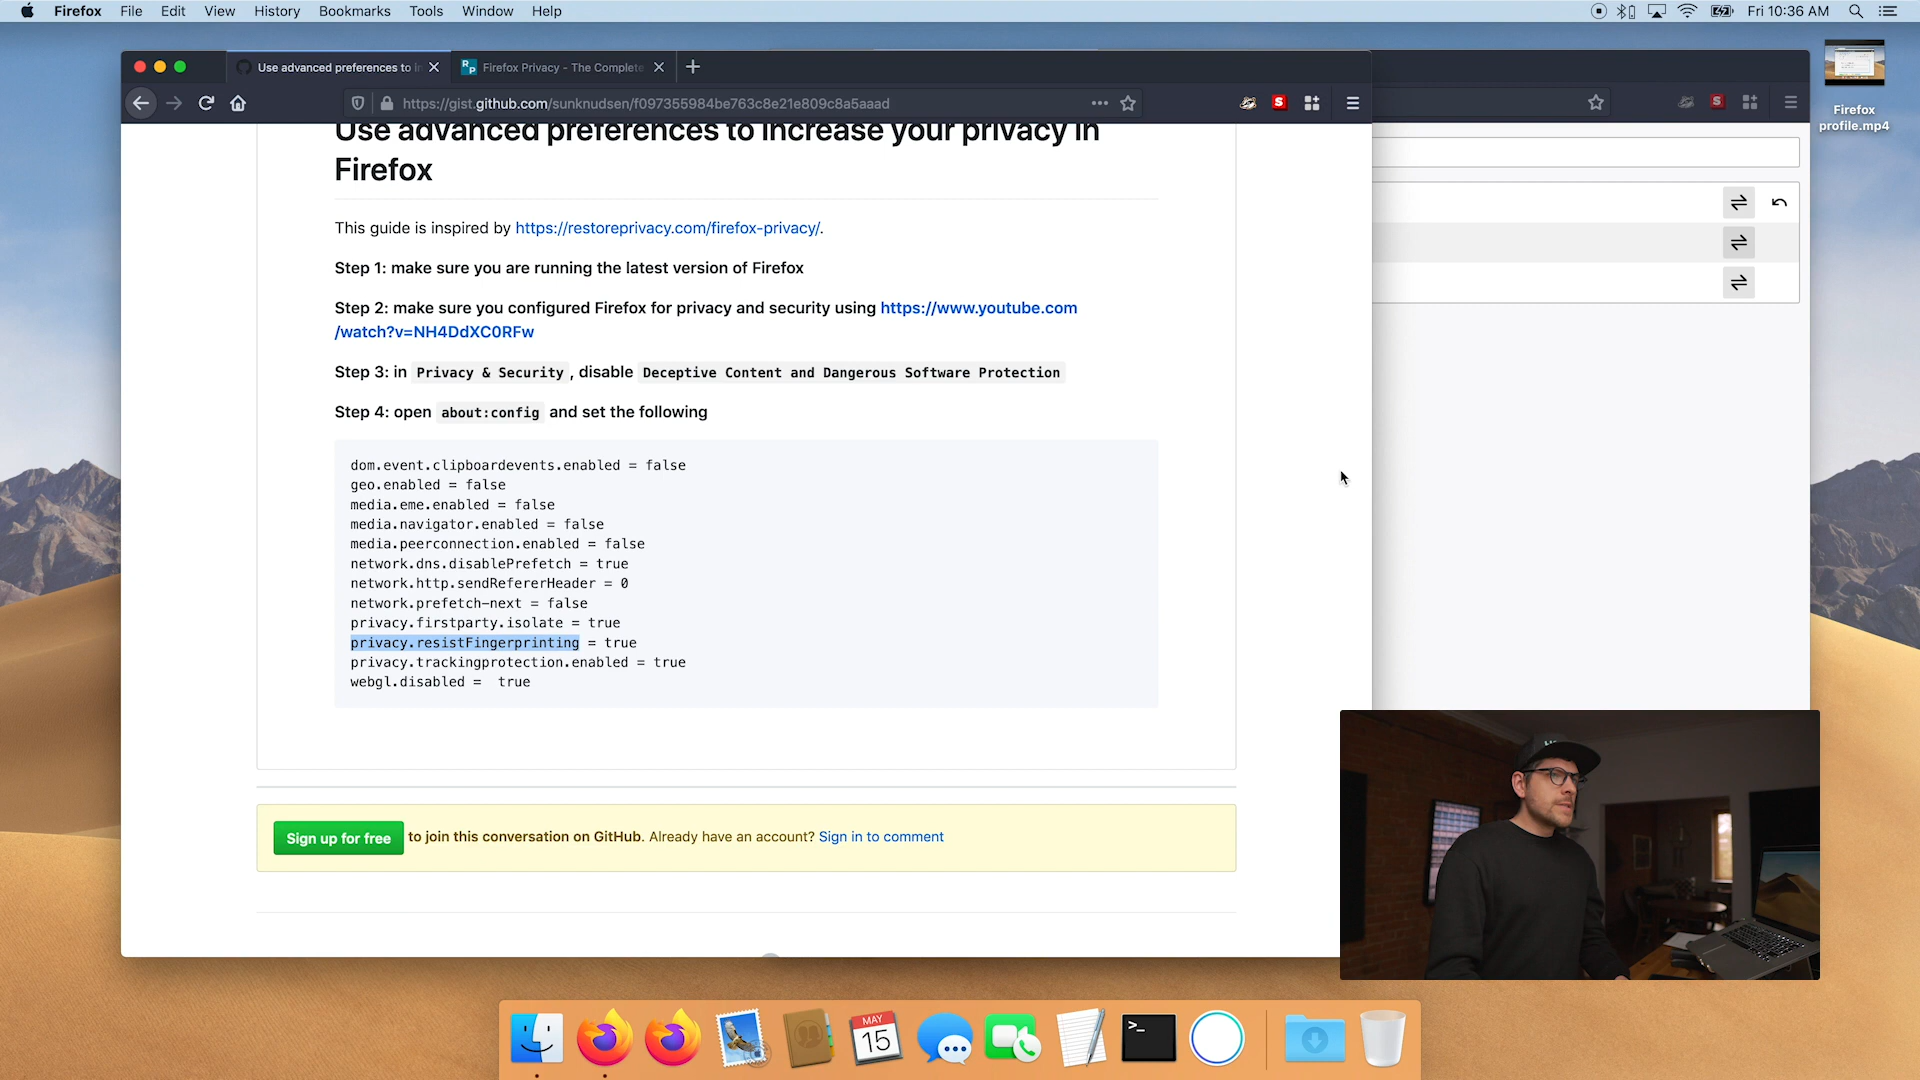 Firefox File Edit View History Bookmarks Tools Window Help
Fri 10:36 AM
Use advanced preferences to i
Firefox Privacy - The Complete
https://gist.github.com/sunknudsen/f097355984be763c8e21e809c8a5aaad
S
S
Firefox
profile.mp4
Use advanced preferences to increase your privacy in
Firefox
This guide is inspired by https://restoreprivacy.com/firefox-privacy/.
Step 1: make sure you are running the latest version of Firefox
Step 2: make sure you configured Firefox for privacy and security using https://www.youtube.com
/watch?v=NH4DdXC0RFw
Step 3: in Privacy & Security , disable Deceptive Content and Dangerous Software Protection
Step 4: open about:config and set the following
dom.event.clipboardevents.enabled = false
geo.enabled = false
media.eme.enabled = false
media.navigator.enabled = false
media.peerconnection.enabled = false
network.dns.disablePrefetch = true
network.http.sendRefererHeader = 0
network.prefetch-next = false
privacy.firstparty.isolate = true
privacy.resistFingerprinting = true
privacy.trackingprotection.enabled = true
webgl.disabled =  true
Sign up for free to join this conversation on GitHub. Already have an account? Sign in to comment
MAY
15
>_